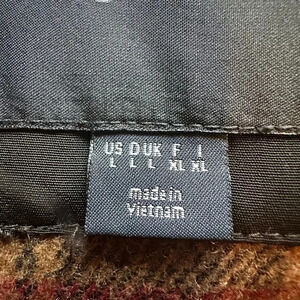 US D UK F I
L L L XL XL
made in
Vietnam